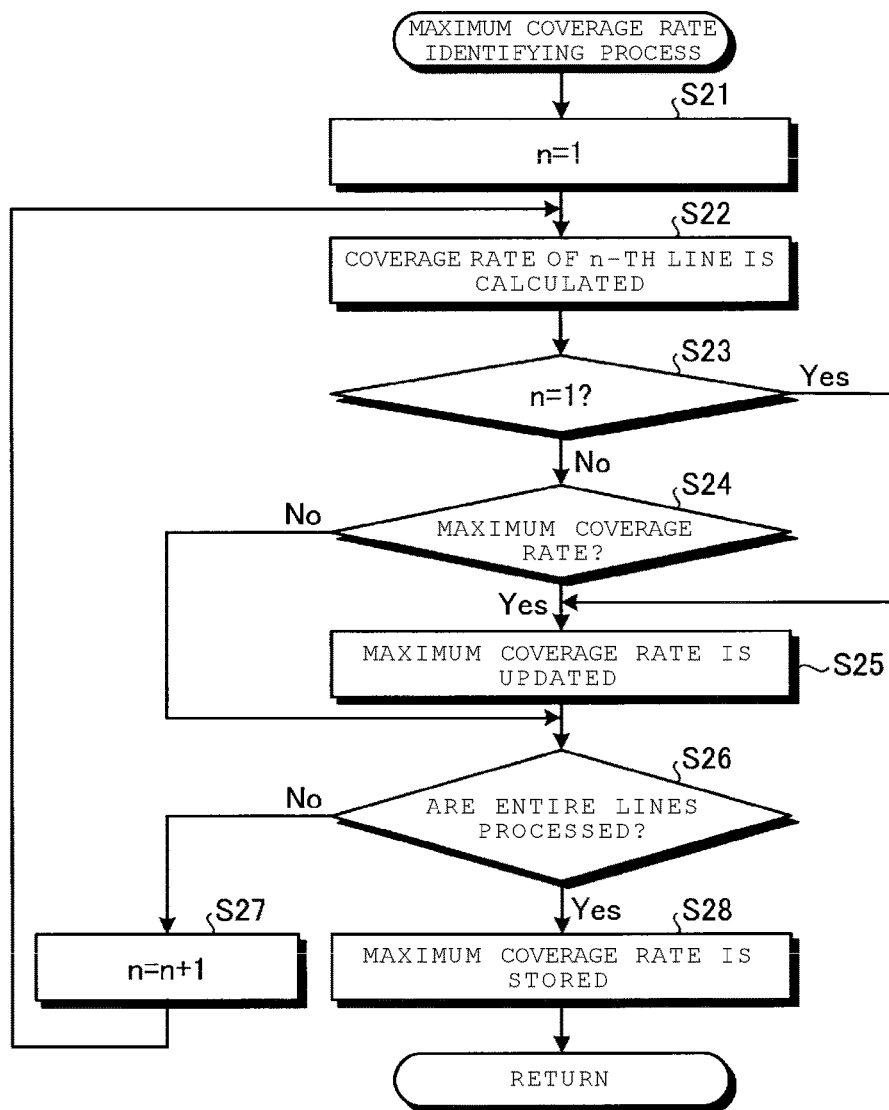 MAXIMUM COVERAGE RATE
IDENTIFYING PROCESS
S21
n=1
S22
COVERAGE RATE OF n-TH LINE IS
CALCULATED
S23
n=1?
Yes
No
S24
MAXIMUM COVERAGE
RATE?
No
Yes
MAXIMUM COVERAGE RATE IS
UPDATED
S25
S26
ARE ENTIRE LINES
PROCESSED?
No
Yes
S27
n=n+1
S28
MAXIMUM COVERAGE RATE IS
STORED
RETURN